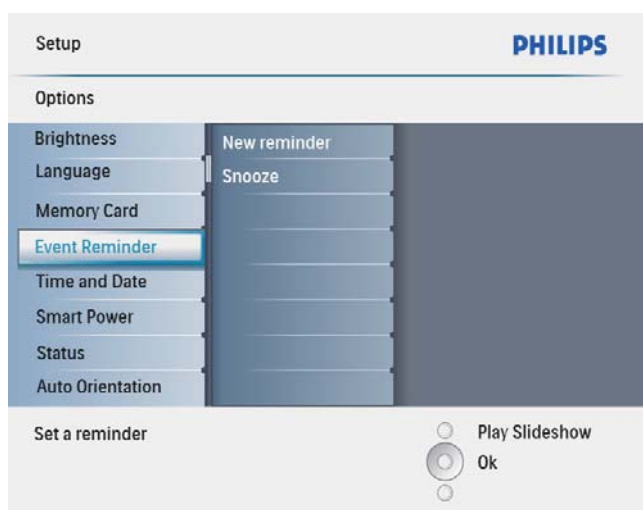 Setup
PHILIPS
Options
Brightness
Language
Memory Card
Event Reminder
Time and Date
Smart Power
Status
Auto Orientation
New reminder
Snooze
Set a reminder
Play Slideshow
Ok